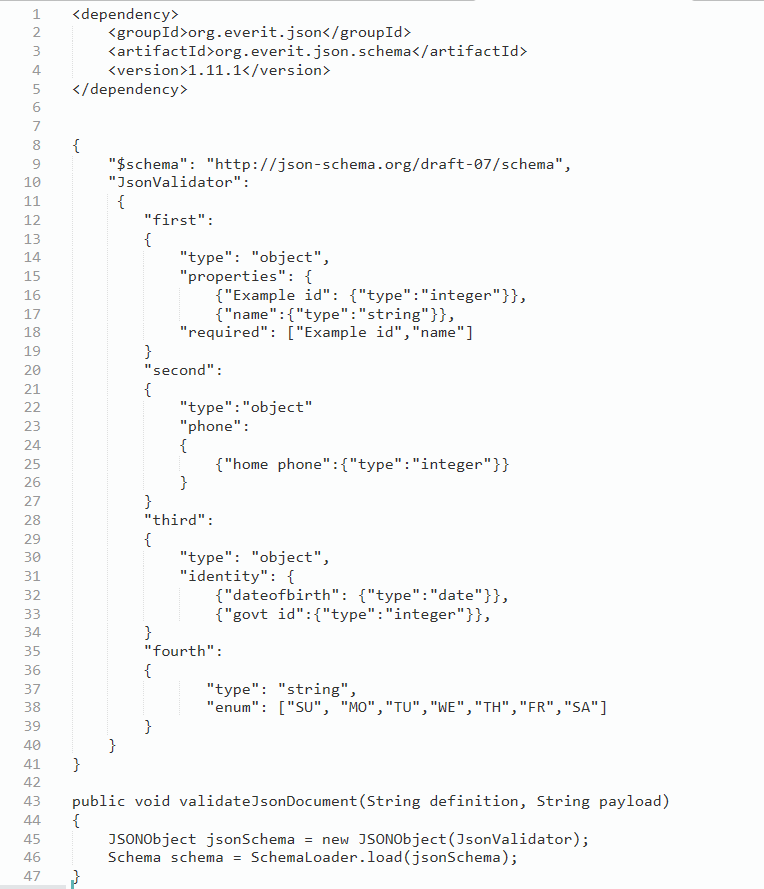 1 <dependency>
2 <groupId>org.everit.json</groupId>
3 <artifactId>org.everit.json.schema</artifactId>
4 <version>1.11.1</version>
5 </dependency>
6
7
8 {
9 "$schema": "http://json-schema.org/draft-07/schema",
10 "JsonValidator":
11 {
12 "first":
13 {
14 "type": "object",
15 "properties": {
16 {"Example id": {"type":"integer"}},
17 {"name":{"type":"string"}},
18 "required": ["Example id","name"]
19 }
20 "second":
21 {
22 "type":"object"
23 "phone":
24 {
25 {"home phone":{"type":"integer"}}
26 }
27 }
28 "third":
29 {
30 "type": "object",
31 "identity": {
32 {"dateofbirth": {"type":"date"}},
33 {"govt id":{"type":"integer"}},
34 }
35 "fourth":
36 {
37 "type": "string",
38 "enum": ["SU", "MO","TU","WE","TH","FR","SA"]
39 }
40 }
41 }
42
43 public void validateJsonDocument(String definition, String payload)
44 {
45 JSONObject jsonSchema = new JSONObject(JsonValidator);
46 Schema schema = SchemaLoader.load(jsonSchema);
47 }